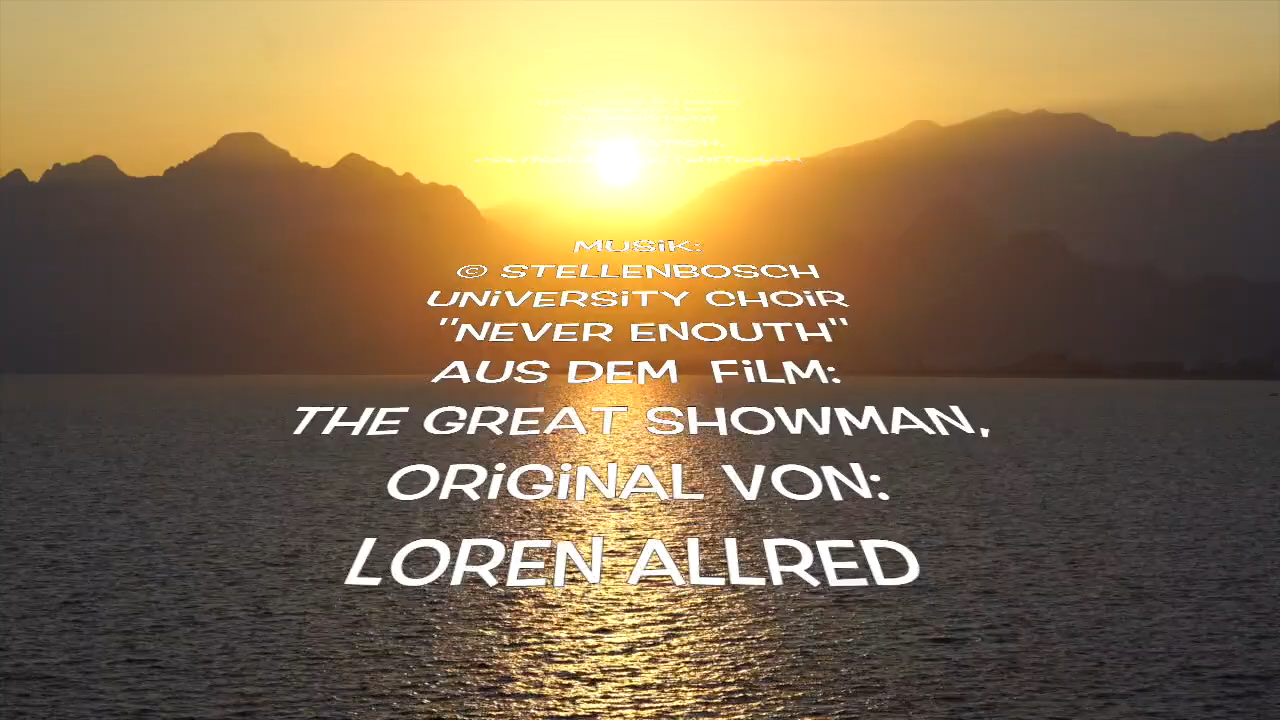 MUSiK:
© STELLENBOSCH
UNiVERSiTY CHOiR
"NEVER ENOUTH"
AUS DEM FiLM:
THE GREAT SHOWMAN,
ORiGiNAL VON:
LOREN ALLRED